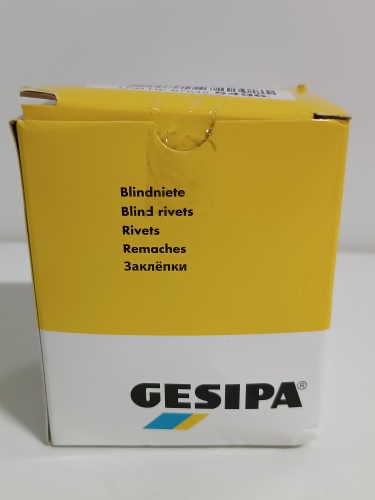 Blindniete
Blind rivets
Rivets
Remaches
Заклёпки
GESIPA®